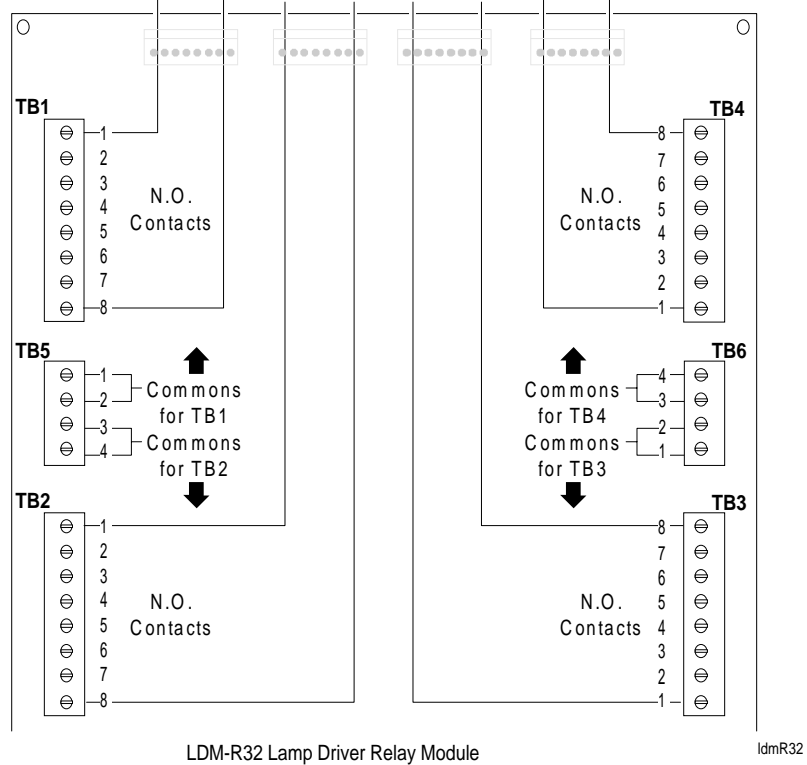 TB1
1
2
3
4
5
6
7
8
N.O.
Contacts
TB4
8
7
6
5
4
3
2
1
N.O.
Contacts
TB5
1
2
3
4
Commons
for TB1
Commons
for TB2
TB6
4
3
2
1
Commons
for TB4
Commons
for TB3
TB2
1
2
3
4
5
6
7
8
N.O.
Contacts
TB3
8
7
6
5
4
3
2
1
N.O.
Contacts
LDM-R32 Lamp Driver Relay Module
ldmR32